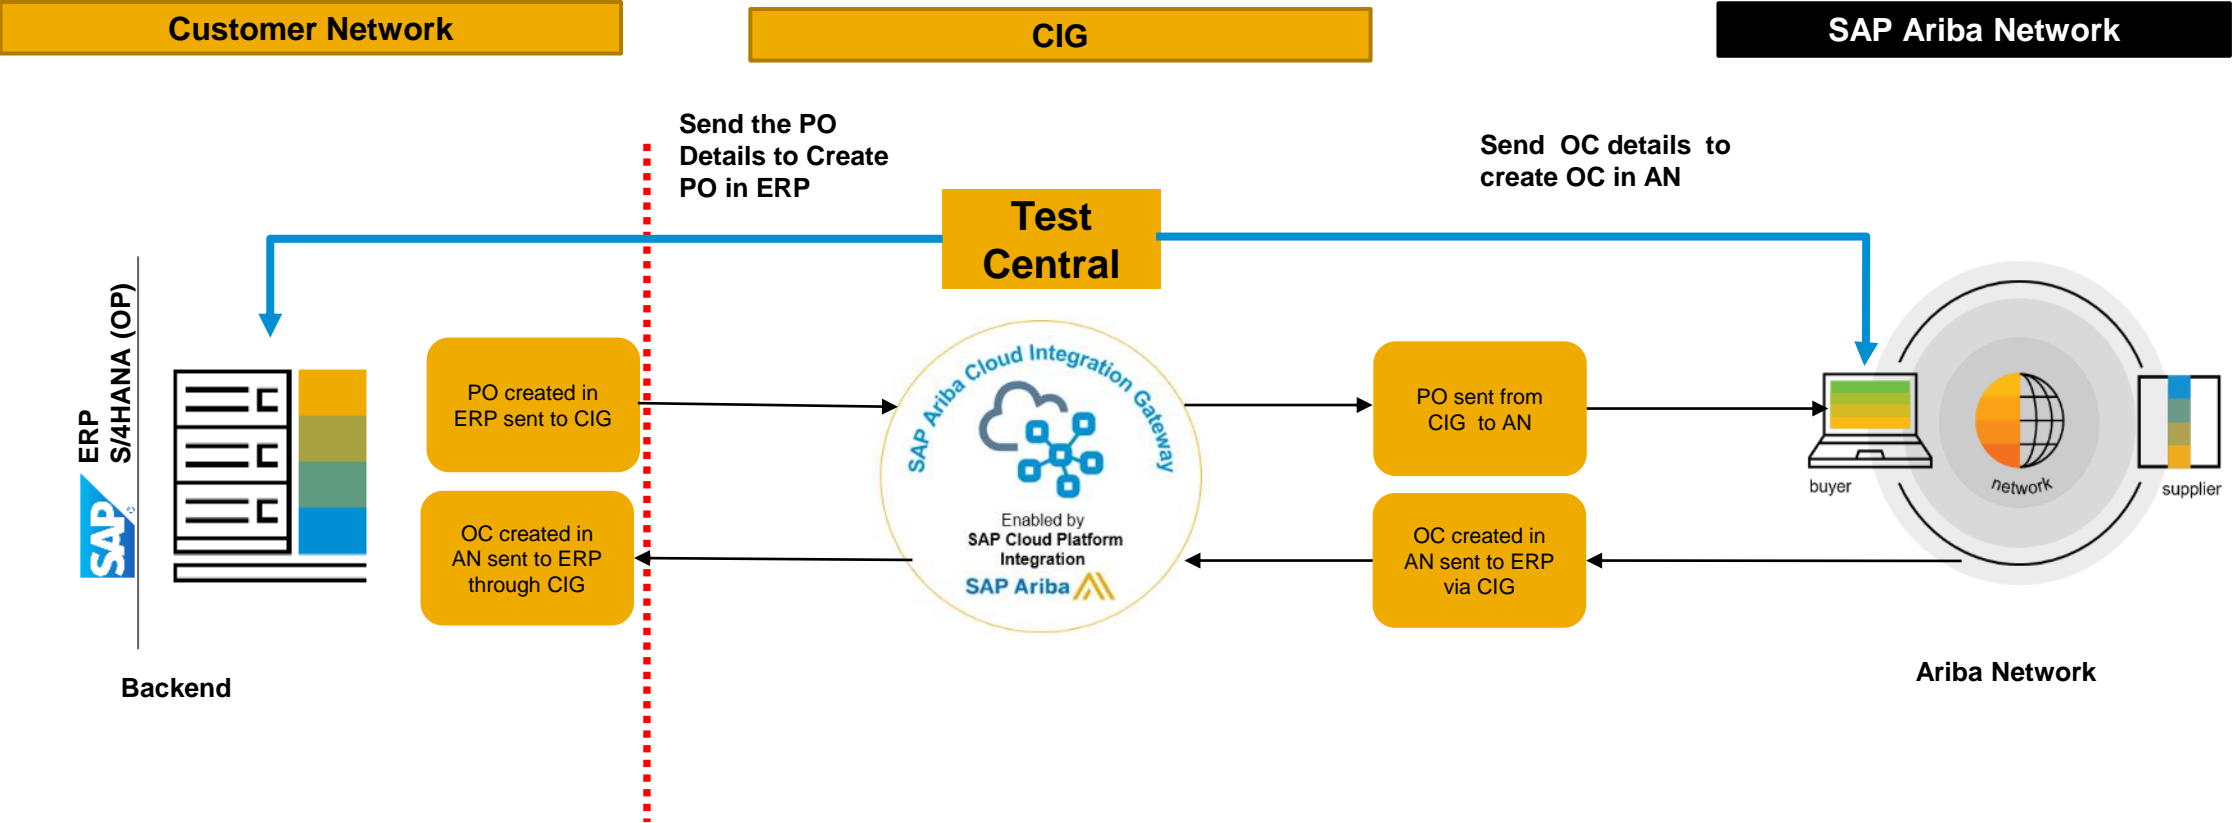 Customer Network
CIG
SAP Ariba Network
Send the PO
Details to Create
PO in ERP
Send OC details to
create OC in AN
Test
Central
ERP
S/4HANA (OP)
SAP
®
PO created in
ERP sent to CIG
OC created in
AN sent to ERP
through CIG
SAP Ariba Cloud Integration Gateway
Enabled by
SAP Cloud Platform
Integration
SAP Ariba
PO sent from
CIG to AN
OC created in
AN sent to ERP
via CIG
buyer
network
supplier
Backend
Ariba Network